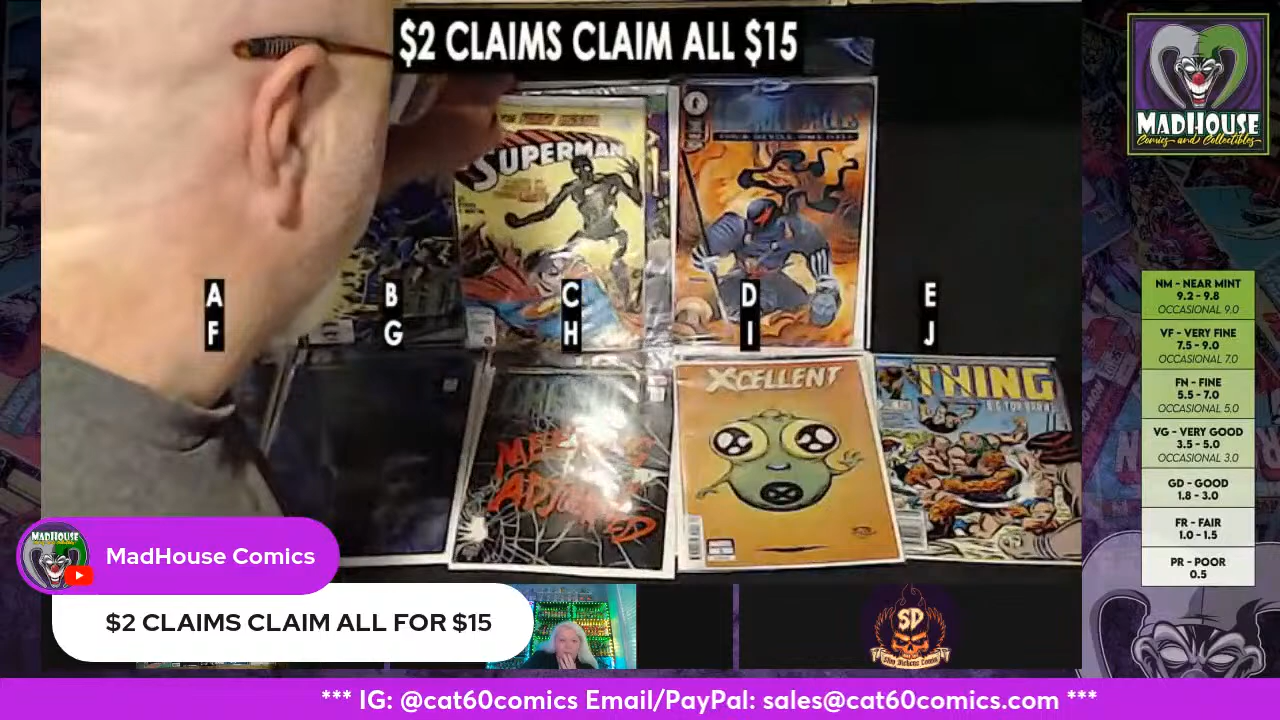 $2 CLAIMS CLAIM ALL $15
MADHOUSE
Comics and Collectibles
SUPERMAN
A
B
C
D
E
F
G
H
I
J
XCELLENT
THING
MEETING
ADJOURNED
NM - NEAR MINT
9.2 - 9.8
OCCASIONAL 9.0
VF - VERY FINE
7.5 - 9.0
OCCASIONAL 7.0
FN - FINE
5.5 - 7.0
OCCASIONAL 5.0
VG - VERY GOOD
3.5 - 5.0
OCCASIONAL 3.0
GD - GOOD
1.8 - 3.0
FR - FAIR
1.0 - 1.5
PR - POOR
0.5
MADHOUSE
MadHouse Comics
$2 CLAIMS CLAIM ALL FOR $15
SD
*** IG: @cat60comics Email/PayPal: sales@cat60comics.com ***